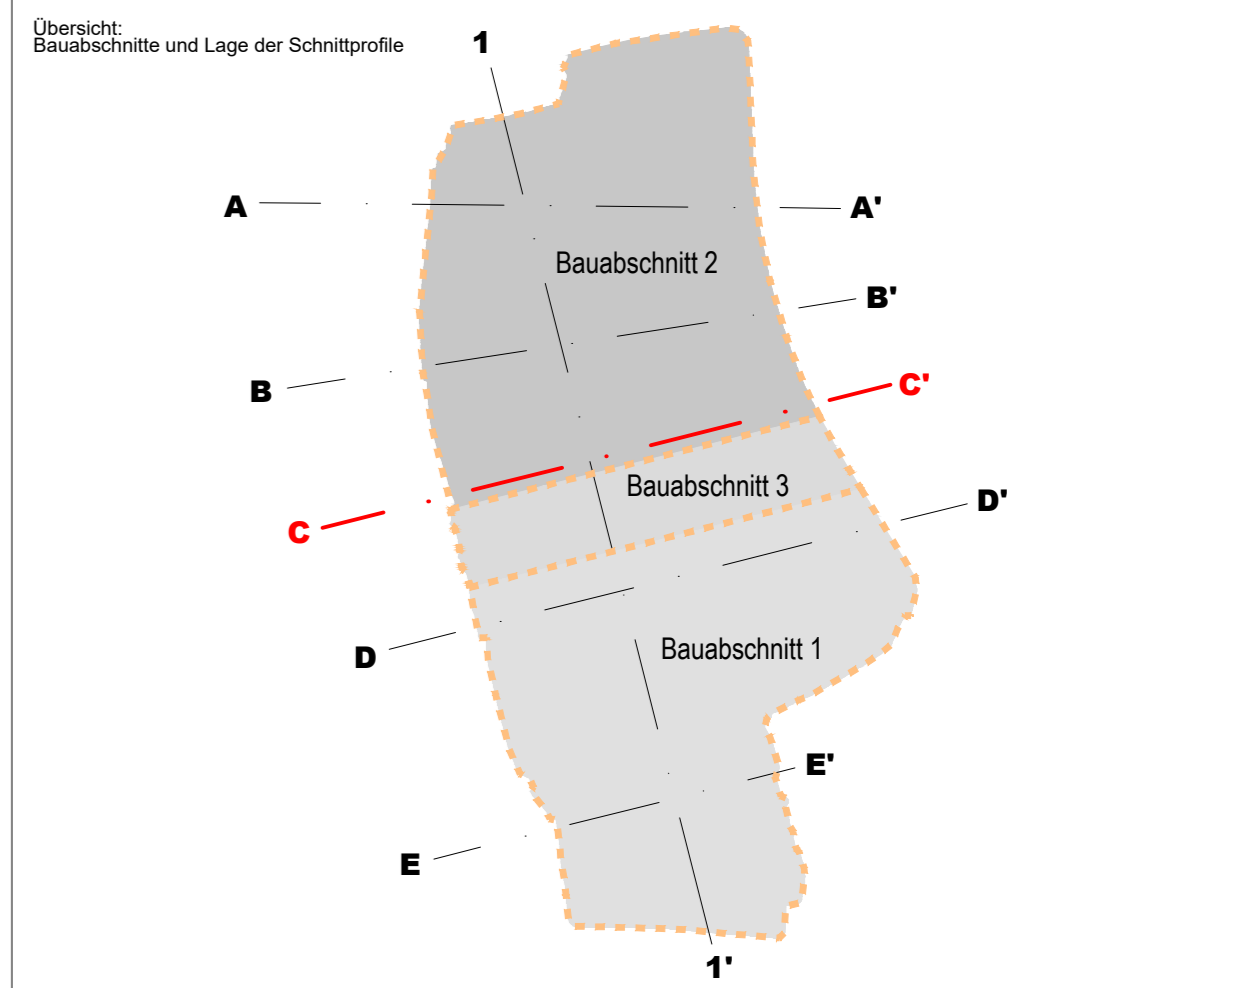 Übersicht:
Bauabschnitte und Lage der Schnittprofile
1
A
A'
Bauabschnitt 2
B'
B
C'
Bauabschnitt 3
D'
C
Bauabschnitt 1
D
E'
E
1'